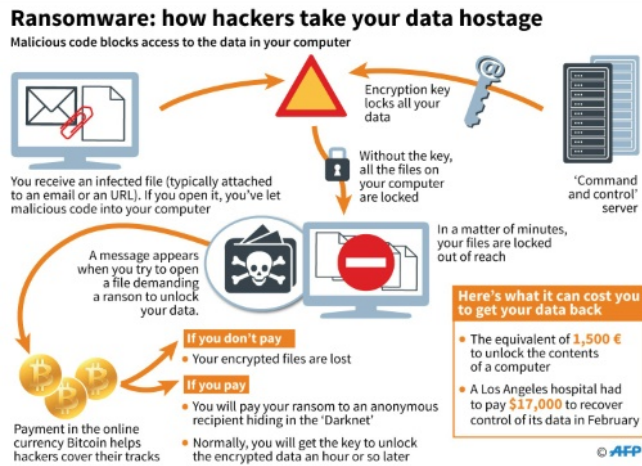 Ransomware: how hackers take your data hostage
Malicious code blocks access to the data in your computer
Encryption key
locks all your
data
@
You receive an infected file (typically attached
to an email or an URL). If you open it, you've let
malicious code into your computer
Without the key,
all the files on
your computer
are locked
'Command
and control'
server
In a matter of minutes,
your files are locked
out of reach
A message appears
when you try to open
a file demanding
a ranson to unlock
your data.
Payment in the online
currency Bitcoin helps
hackers cover their tracks
If you don't pay
• Your encrypted files are lost
If you pay
• You will pay your ransom to an anonymous
recipient hiding in the 'Darknet'
• Normally, you will get the key to unlock
the encrypted data an hour or so later
Here's what it can cost you
to get your data back
• The equivalent of 1,500 €
to unlock the contents
of a computer
• A Los Angeles hospital had
to pay $17,000 to recover
control of its data in February
© AFP